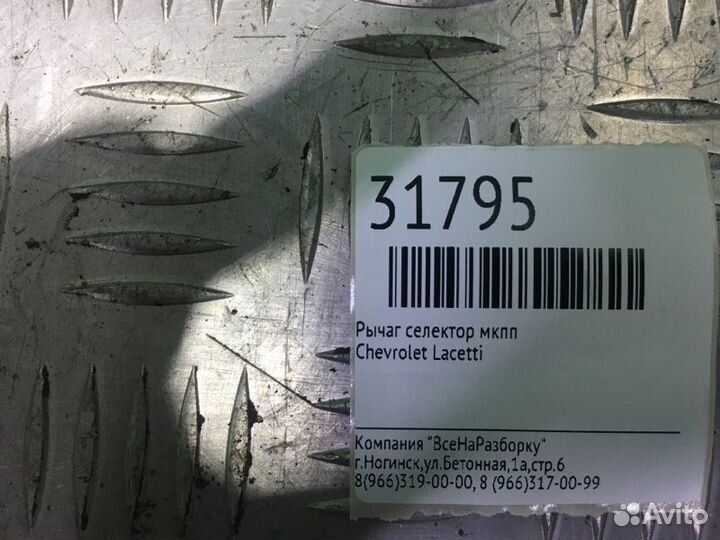 31795
Рычаг селектор мкпп
Chevrolet Lacetti
Компания "ВсеНаРазборку"
г.Ногинск,ул.Бетонная,1а,стр.6
8(966)319-00-00, 8 (966)317-00-99
Avito